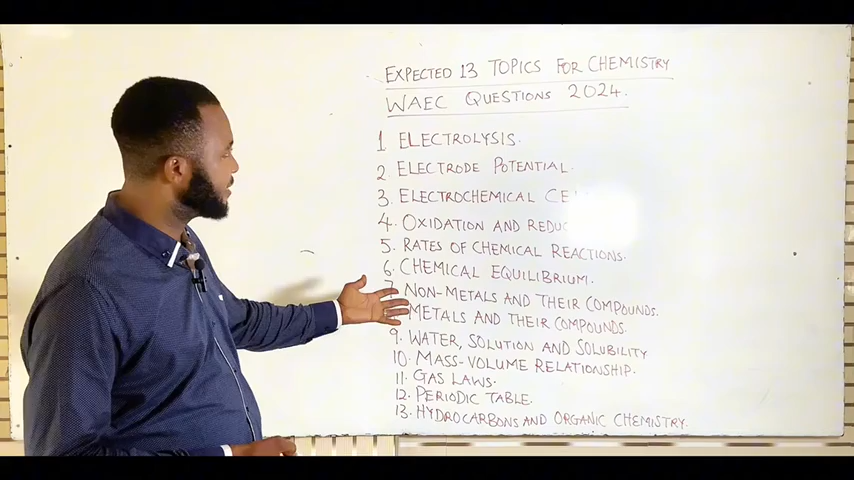 EXPECTED 13 TOPICS FOR CHEMISTRY
WAEC QUESTIONS 2024.
1 ELECTROLYSIS.
2 ELECTRODE POTENTIAL.
3. ELECTROCHEMICAL
4. OXIDATION AND
5. RATES OF CHEMICAL REACTIONS.
6. CHEMICAL EQUILIBRIUM.
7 NON-METALS AND THEIR COMPOUNDS.
METALS AND THEIR COMPOUNDS.
9. WATER, SOLUTION AND SOLUBILITY
10. MASS-VOLUME RELATIONSHIP.
11. GAS LAWS.
12. PERIODIC TABLE.
13. HYDROCARBONS AND ORGANIC CHEMISTRY.